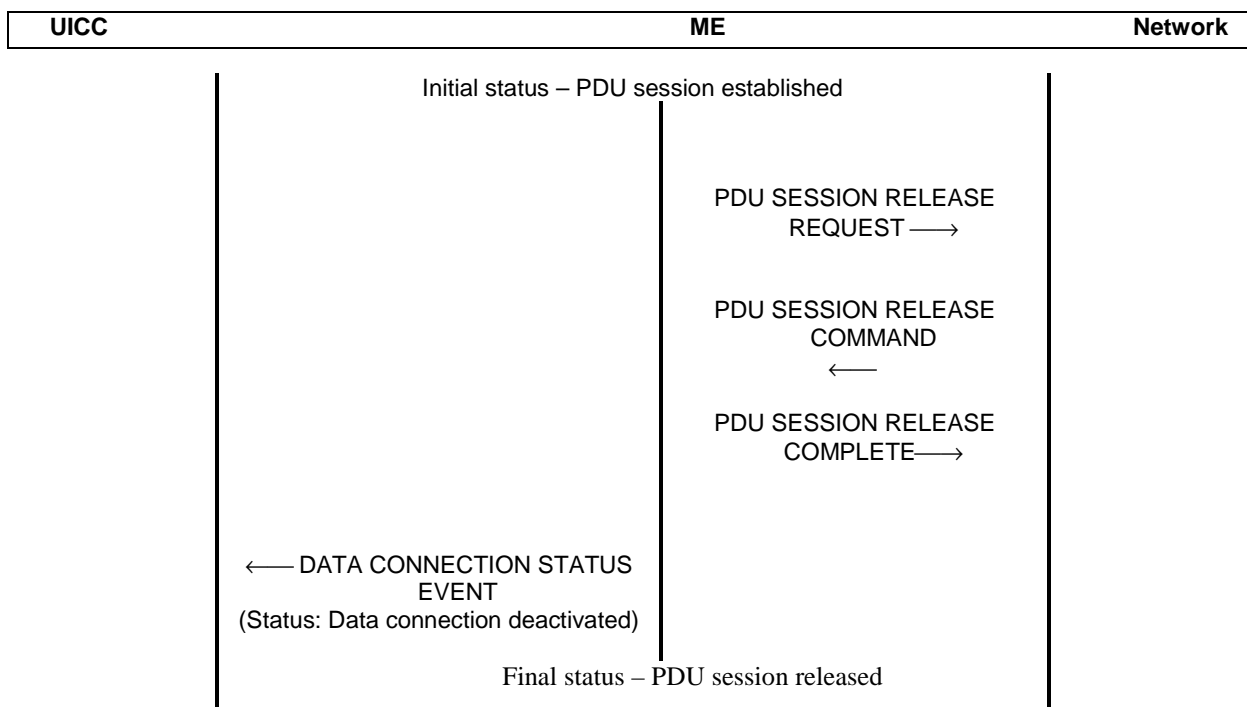 UICC ME Network
Initial status – PDU session established
PDU SESSION RELEASE
REQUEST ⟶
PDU SESSION RELEASE
COMMAND
⟵
PDU SESSION RELEASE
COMPLETE⟶
⟵ DATA CONNECTION STATUS
EVENT
(Status: Data connection deactivated)
Final status – PDU session released